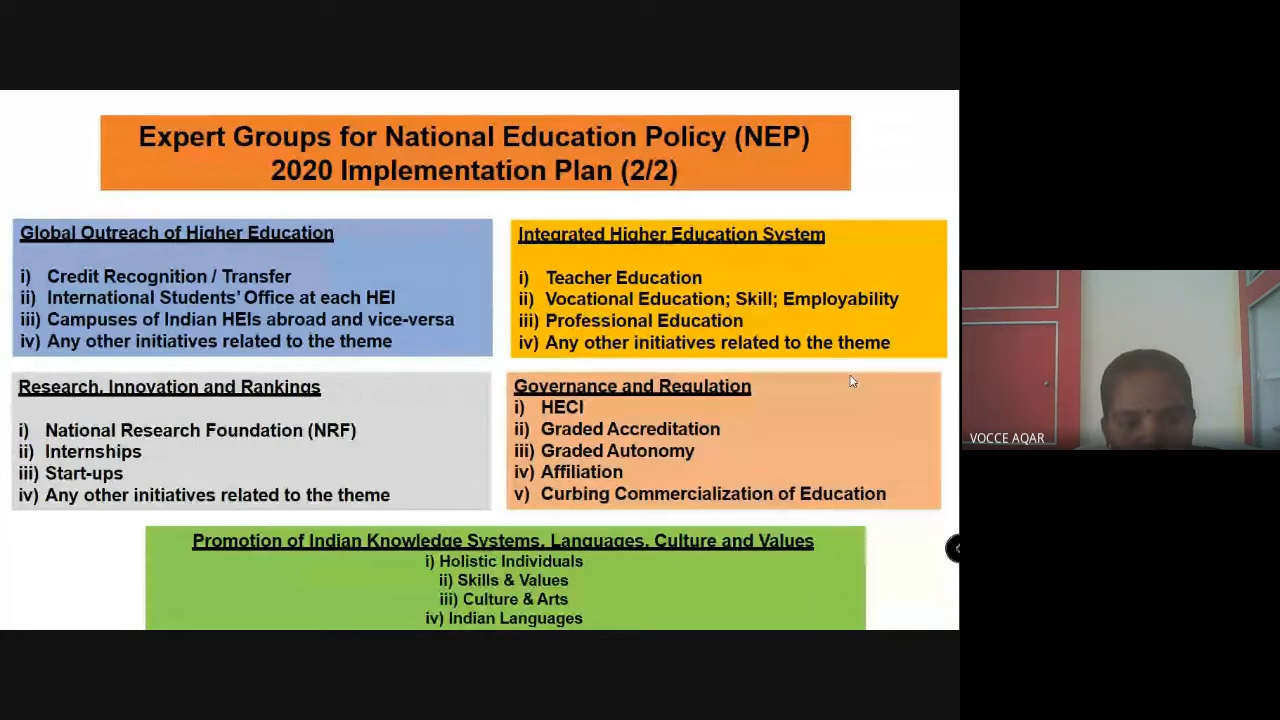 Expert Groups for National Education Policy (NEP)
2020 Implementation Plan (2/2)
Global Outreach of Higher Education
i) Credit Recognition / Transfer
ii) International Students' Office at each HEI
iii) Campuses of Indian HEIs abroad and vice-versa
iv) Any other initiatives related to the theme
Integrated Higher Education System
i) Teacher Education
ii) Vocational Education; Skill; Employability
iii) Professional Education
iv) Any other initiatives related to the theme
Research, Innovation and Rankings
i) National Research Foundation (NRF)
ii) Internships
iii) Start-ups
iv) Any other initiatives related to the theme
Governance and Regulation
i) HECI
ii) Graded Accreditation
iii) Graded Autonomy
iv) Affiliation
v) Curbing Commercialization of Education
Promotion of Indian Knowledge Systems, Languages, Culture and Values
i) Holistic Individuals
ii) Skills & Values
iii) Culture & Arts
iv) Indian Languages
VOCCE AQAR